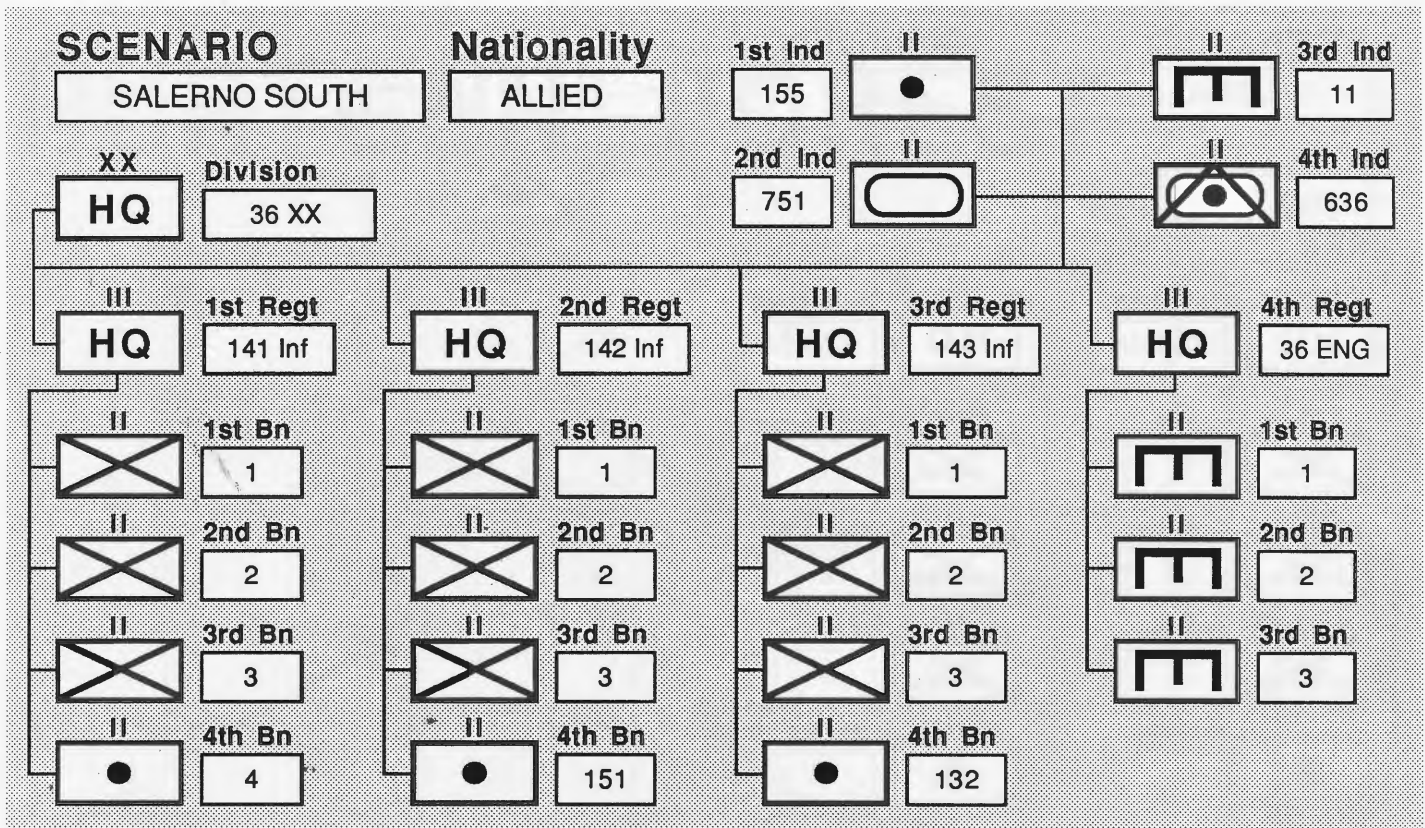 SCENARIO
SALERNO SOUTH
Nationality
ALLIED
1st Ind
155
II
II
3rd Ind
11
2nd Ind
751
II
II
4th Ind
636
XX
HQ
Division
36 XX
III
HQ
1st Regt
141 Inf
III
HQ
2nd Regt
142 Inf
III
HQ
3rd Regt
143 Inf
III
HQ
4th Regt
36 ENG
II
1st Bn
1
II
1st Bn
1
II
1st Bn
1
II
1st Bn
1
II
2nd Bn
2
II
2nd Bn
2
II
2nd Bn
2
II
2nd Bn
2
II
3rd Bn
3
II
3rd Bn
3
II
3rd Bn
3
II
3rd Bn
3
II
4th Bn
4
II
4th Bn
151
II
4th Bn
132